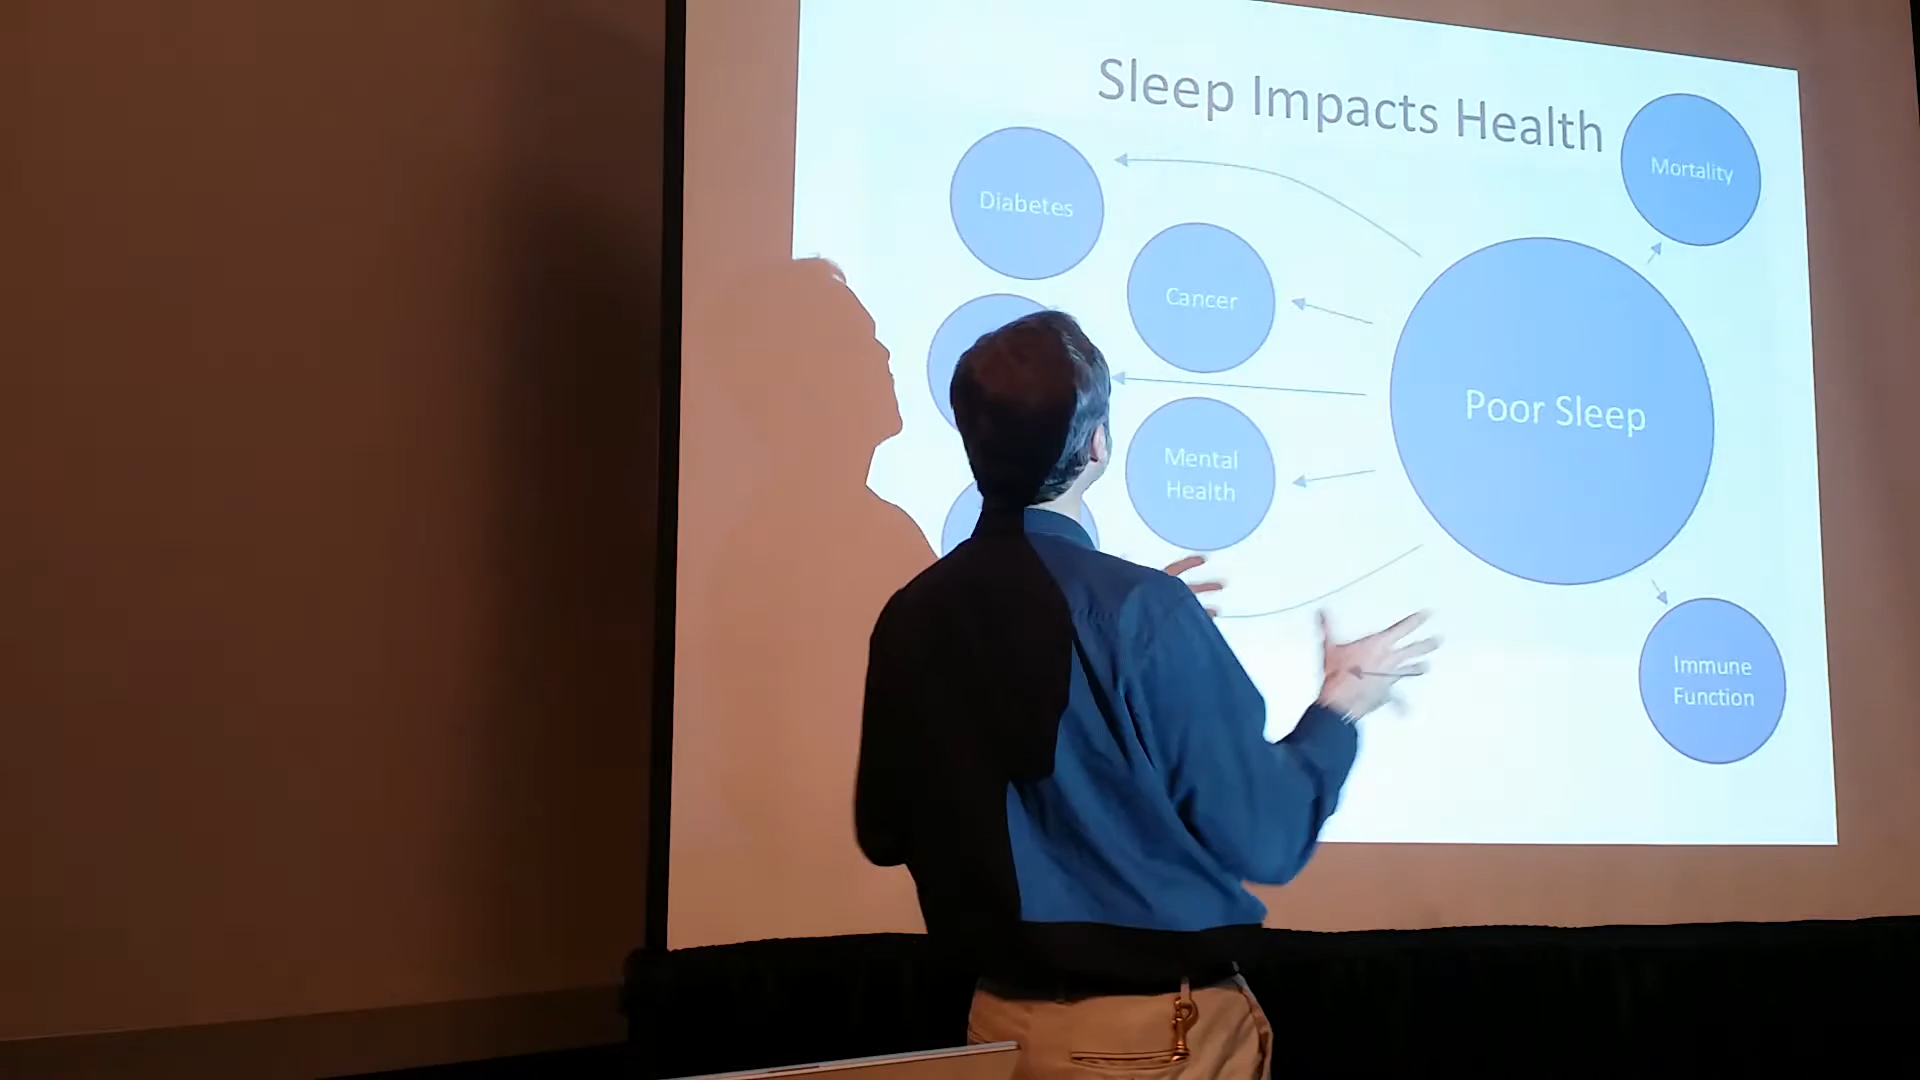 Sleep Impacts Health
Mortality
Diabetes
Cancer
Poor Sleep
Mental
Health
Immune
Function